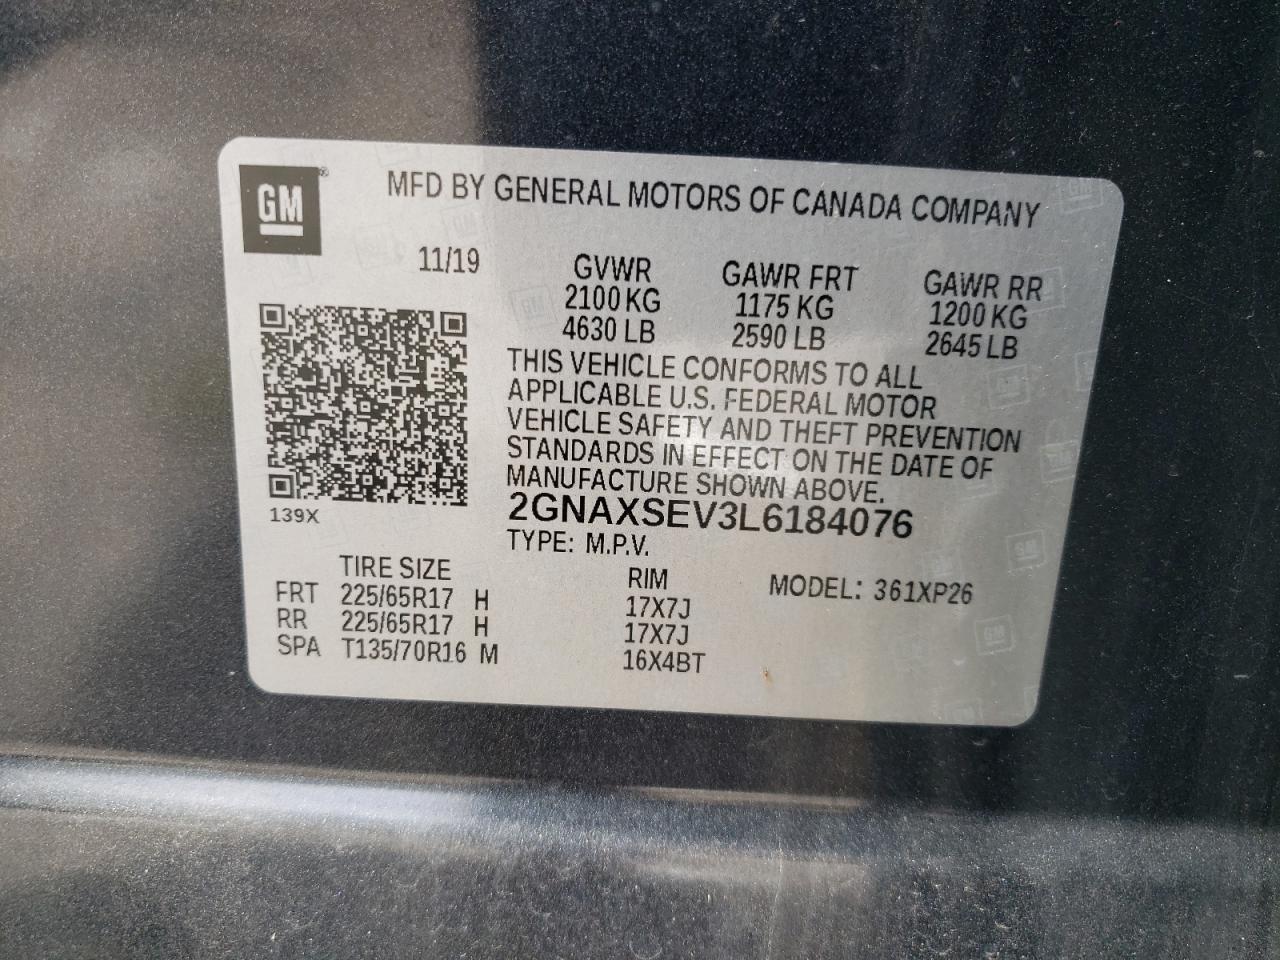 GM ®
MFD BY GENERAL MOTORS OF CANADA COMPANY
11/19
GVWR GAWR FRT GAWR RR
2100 KG 1175 KG 1200 KG
4630 LB 2590 LB 2645 LB
THIS VEHICLE CONFORMS TO ALL
APPLICABLE U.S. FEDERAL MOTOR
VEHICLE SAFETY AND THEFT PREVENTION
STANDARDS IN EFFECT ON THE DATE OF
MANUFACTURE SHOWN ABOVE.
139X
2GNAXSEV3L6184076
TYPE: M.P.V.
TIRE SIZE RIM MODEL: 361XP26
FRT 225/65R17 H 17X7J
RR 225/65R17 H 17X7J
SPA T135/70R16 M 16X4BT